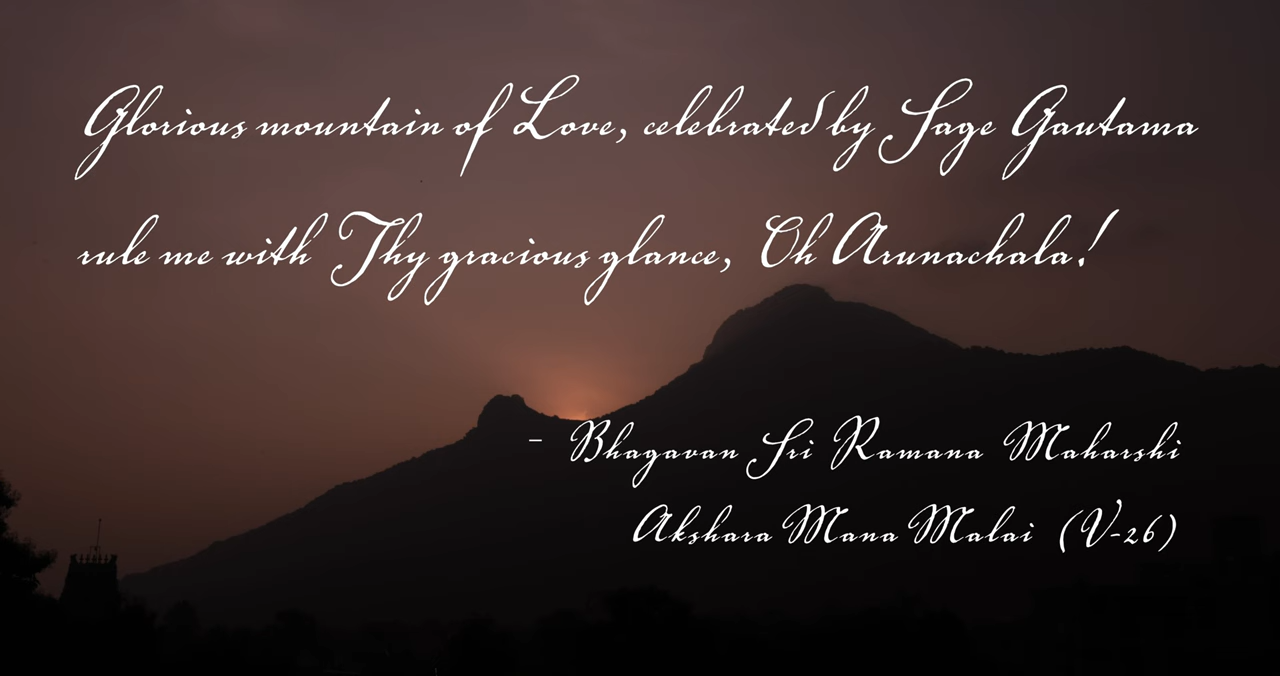 Glorious mountain of Love, celebrated by Sage Gautama
rule me with Thy gracious glance, Oh Arunachala!
- Bhagavan Sri Ramana Maharshi
Akshara Mana Malai (V-26)